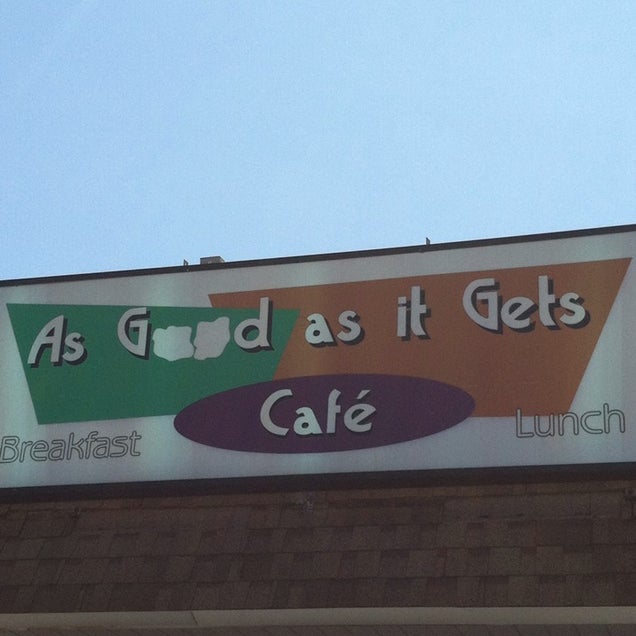 As Good as it Gets
Café
Breakfast
Lunch